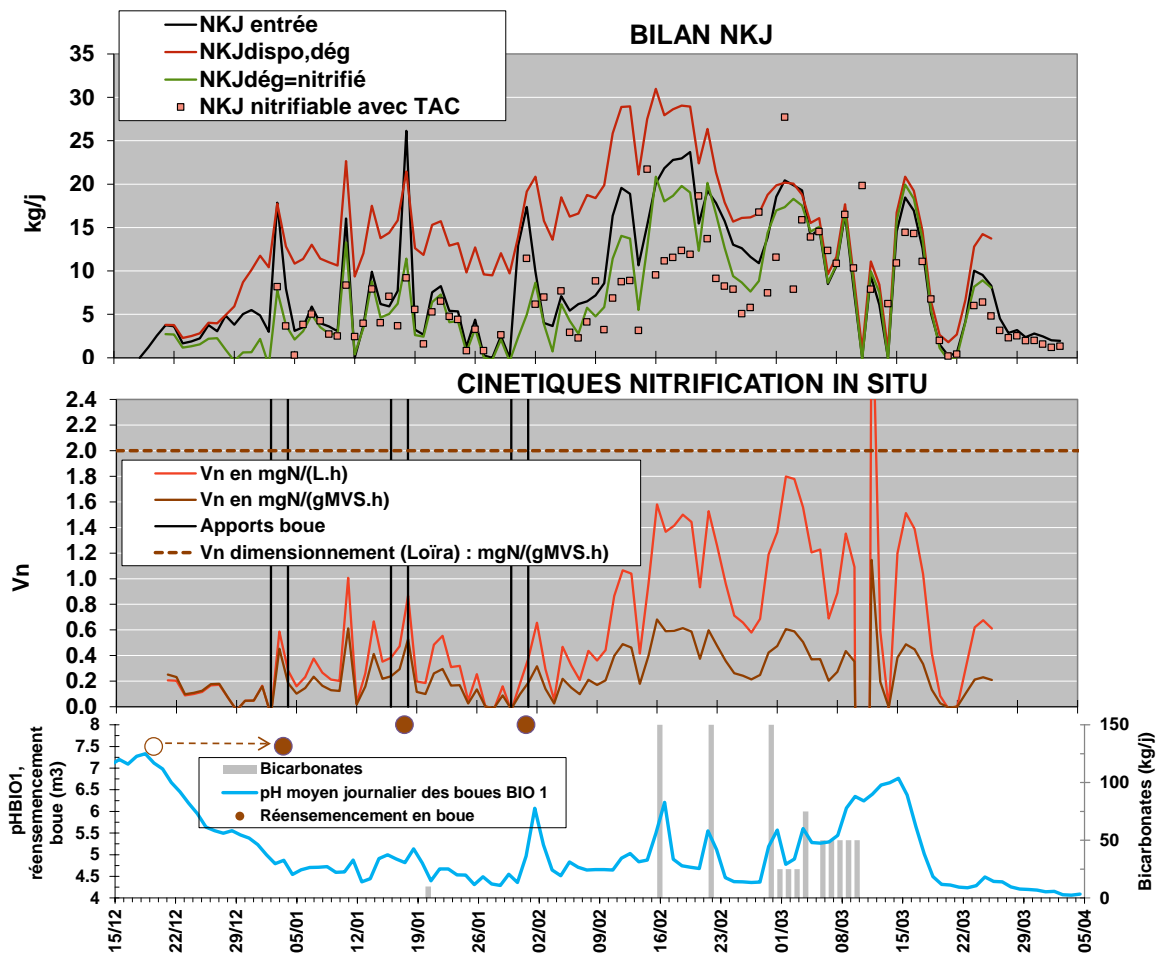 BILAN NKJ
NKJ entrée
NKJdispo,dég
NKJdég=nitrifié
NKJ nitrifiable avec TAC
kg/j
35
30
25
20
15
10
5
0
CINETIQUES NITRIFICATION IN SITU
Vn
2.4
2.2
2.0
1.8
1.6
1.4
1.2
1.0
0.8
0.6
0.4
0.2
0.0
Vn en mgN/(L.h)
Vn en mgN/(gMVS.h)
Apports boue
Vn dimensionnement (Loïra) : mgN/(gMVS.h)
pHBIO1,
réensemencement
boue (m3)
8
7.5
7
6.5
6
5.5
5
4.5
4
Bicarbonates
pH moyen journalier des boues BIO 1
Réensemencement en boue
150
100
50
0
Bicarbonates (kg/j)
15/12
22/12
29/12
05/01
12/01
19/01
26/01
02/02
09/02
16/02
23/02
01/03
08/03
15/03
22/03
29/03
05/04